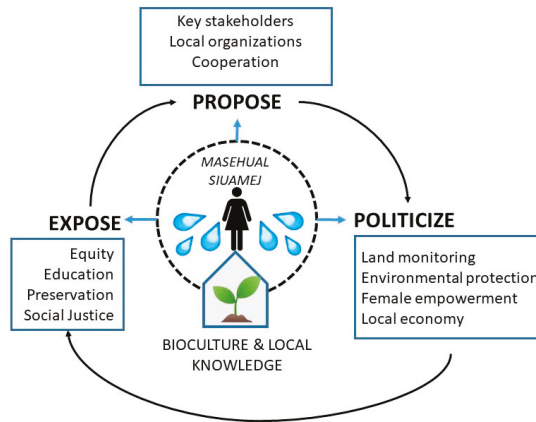 Key stakeholders
Local organizations
Cooperation
PROPOSE
MASEHUAL
SIUAMEJ
EXPOSE
Equity
Education
Preservation
Social Justice
POLITICIZE
Land monitoring
Environmental protection
Female empowerment
Local economy
BIOCULTURE & LOCAL
KNOWLEDGE